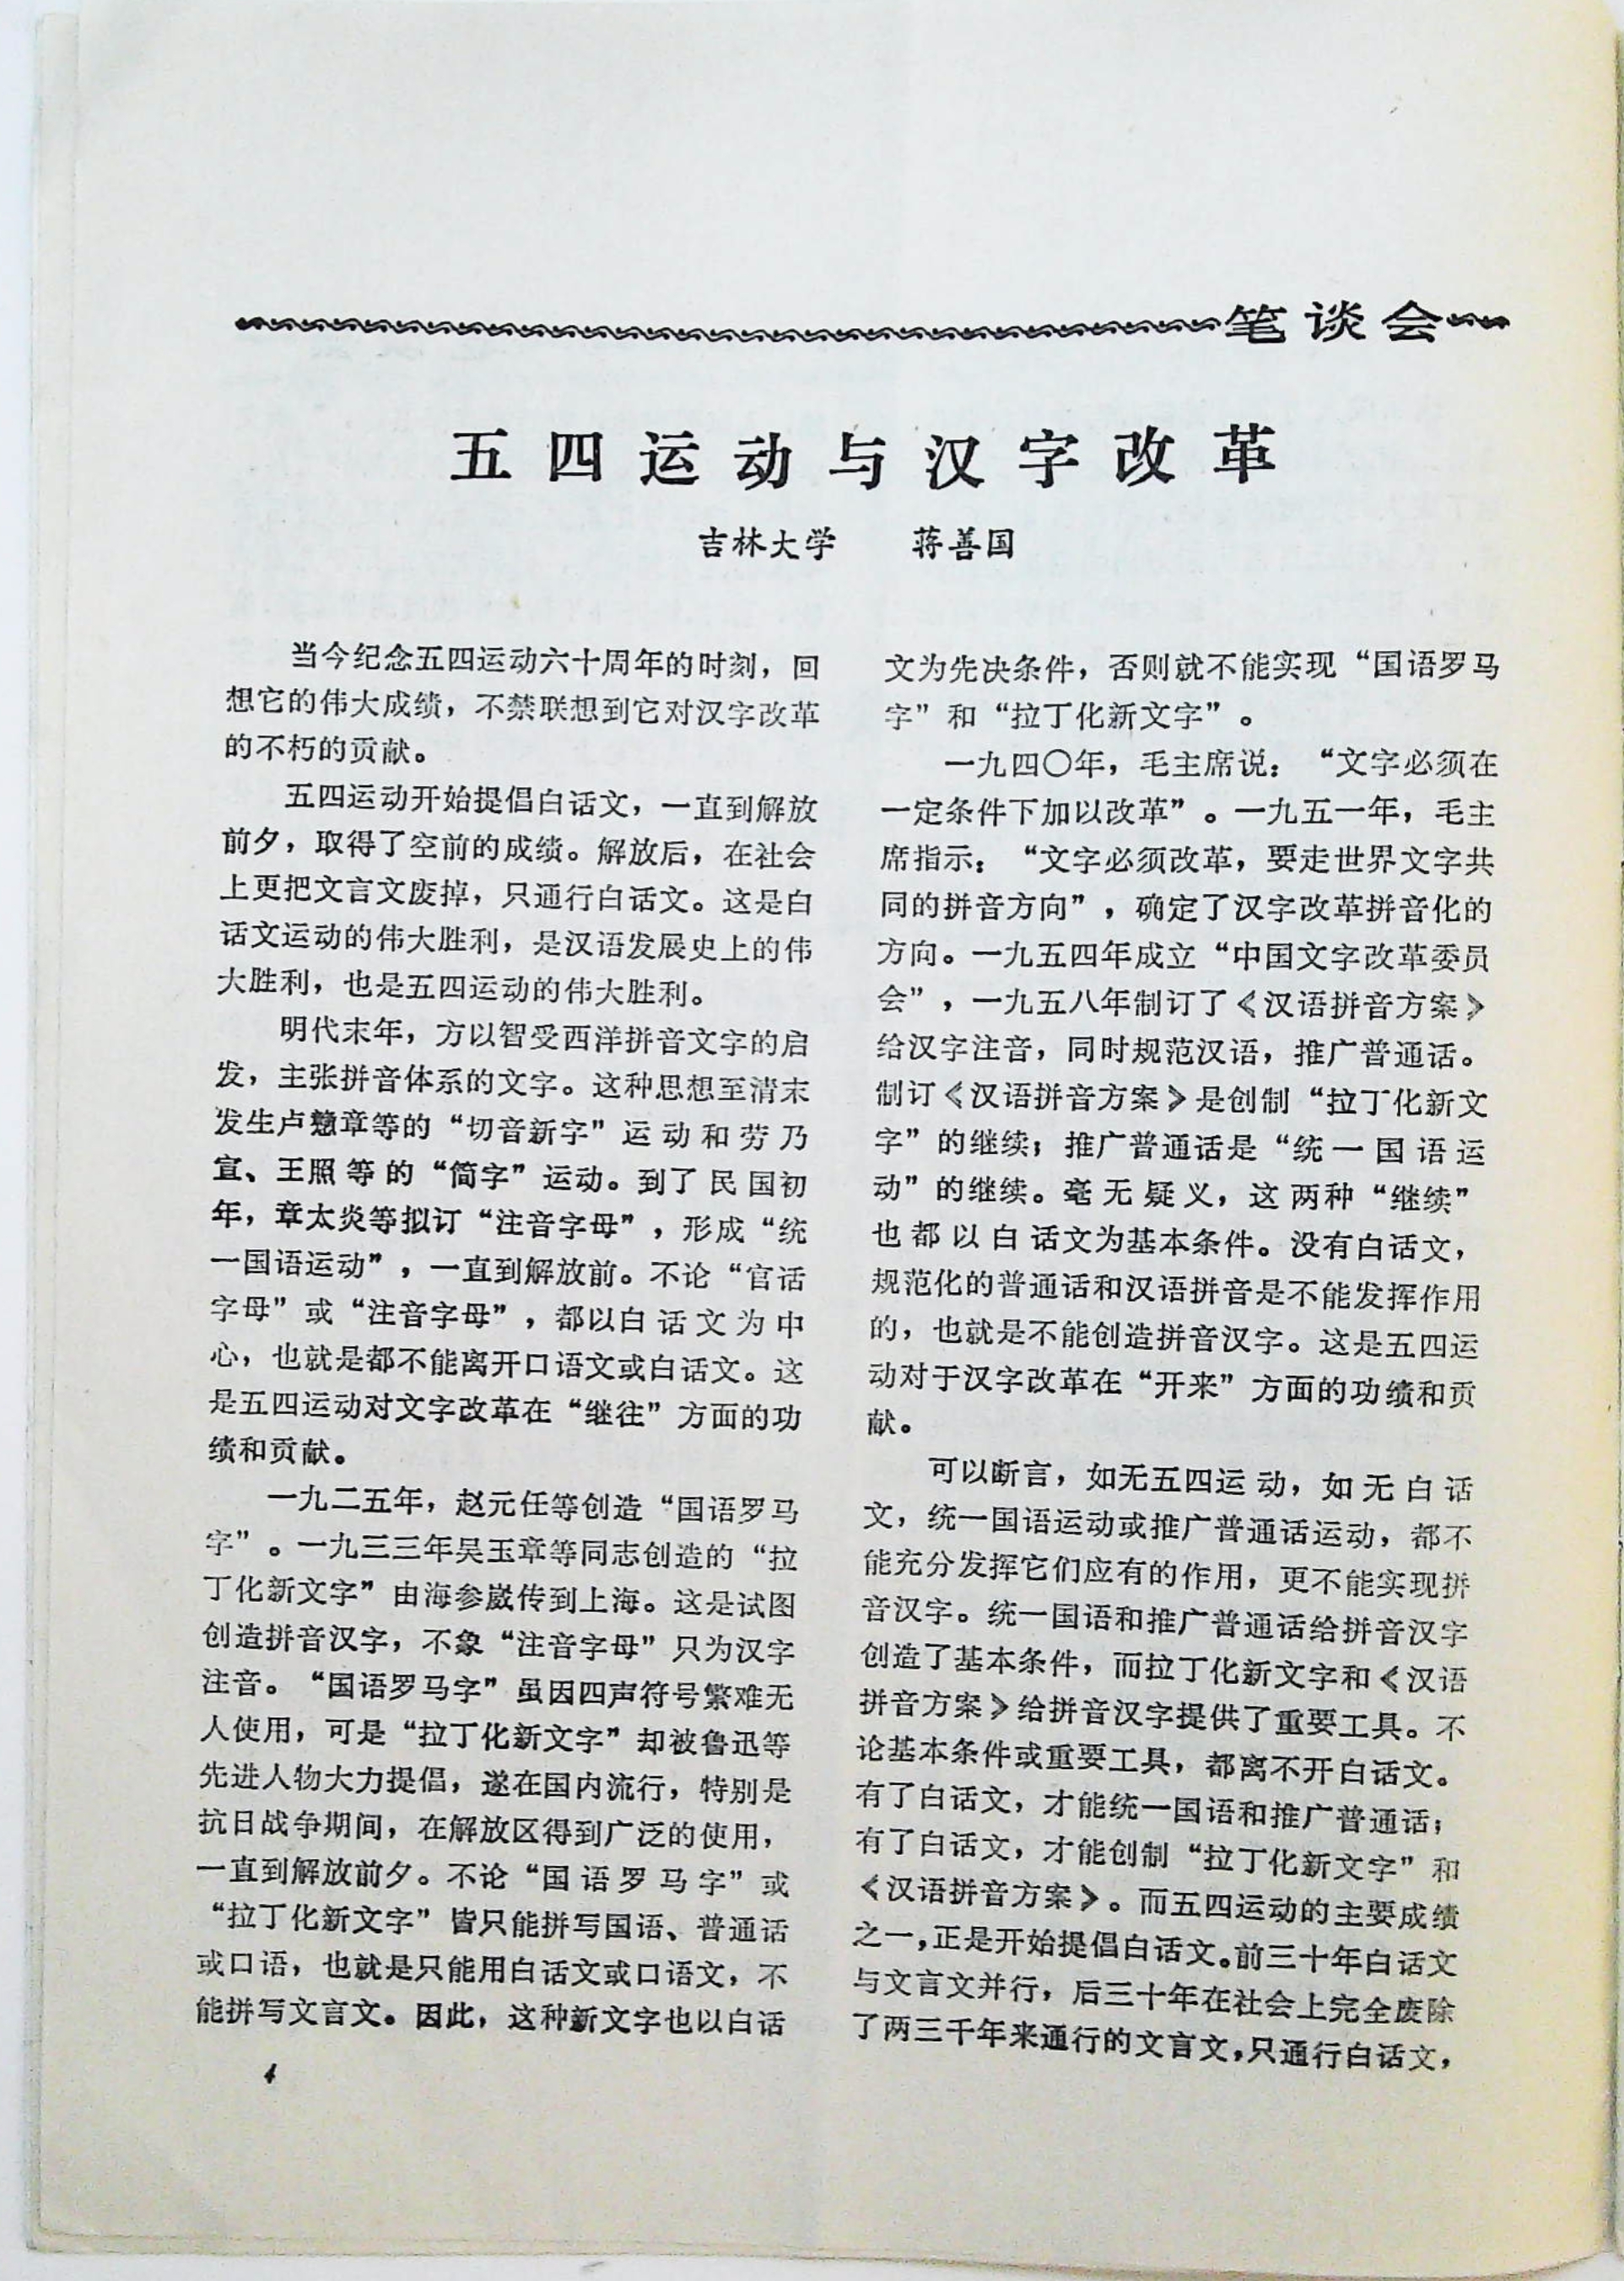 笔谈会
五四运动与汉字改革
吉林大学　　蒋善国
当今纪念五四运动六十周年的时刻，回
想它的伟大成绩，不禁联想到它对汉字改革
的不朽的贡献。
五四运动开始提倡白话文，一直到解放
前夕，取得了空前的成绩。解放后，在社会
上更把文言文废掉，只通行白话文。这是白
话文运动的伟大胜利，是汉语发展史上的伟
大胜利，也是五四运动的伟大胜利。
明代末年，方以智受西洋拼音文字的启
发，主张拼音体系的文字。这种思想至清末
发生卢戆章等的“切音新字”运动和劳乃
宣、王照等的“简字”运动。到了民国初
年，章太炎等拟订“注音字母”，形成“统
一国语运动”，一直到解放前。不论“官话
字母”或“注音字母”，都以白话文为中
心，也就是都不能离开口语文或白话文。这
是五四运动对文字改革在“继往”方面的功
绩和贡献。
一九二五年，赵元任等创造“国语罗马
字”。一九三三年吴玉章等同志创造的“拉
丁化新文字”由海参崴传到上海。这是试图
创造拼音汉字，不象“注音字母”只为汉字
注音。“国语罗马字”虽因四声符号繁难无
人使用，可是“拉丁化新文字”却被鲁迅等
先进人物大力提倡，遂在国内流行，特别是
抗日战争期间，在解放区得到广泛的使用，
一直到解放前夕。不论“国语罗马字”或
“拉丁化新文字”皆只能拼写国语、普通话
或口语，也就是只能用白话文或口语文，不
能拼写文言文。因此，这种新文字也以白话
文为先决条件，否则就不能实现“国语罗马
字”和“拉丁化新文字”。
一九四〇年，毛主席说：“文字必须在
一定条件下加以改革”。一九五一年，毛主
席指示：“文字必须改革，要走世界文字共
同的拼音方向”，确定了汉字改革拼音化的
方向。一九五四年成立“中国文字改革委员
会”，一九五八年制订了《汉语拼音方案》
给汉字注音，同时规范汉语，推广普通话。
制订《汉语拼音方案》是创制“拉丁化新文
字”的继续；推广普通话是“统一国语运
动”的继续。毫无疑义，这两种“继续”
也都以白话文为基本条件。没有白话文，
规范化的普通话和汉语拼音是不能发挥作用
的，也就是不能创造拼音汉字。这是五四运
动对于汉字改革在“开来”方面的功绩和贡
献。
可以断言，如无五四运动，如无白话
文，统一国语运动或推广普通话运动，都不
能充分发挥它们应有的作用，更不能实现拼
音汉字。统一国语和推广普通话给拼音汉字
创造了基本条件，而拉丁化新文字和《汉语
拼音方案》给拼音汉字提供了重要工具。不
论基本条件或重要工具，都离不开白话文。
有了白话文，才能统一国语和推广普通话；
有了白话文，才能创制“拉丁化新文字”和
《汉语拼音方案》。而五四运动的主要成绩
之一，正是开始提倡白话文。前三十年白话文
与文言文并行，后三十年在社会上完全废除
了两三千年来通行的文言文，只通行白话文，
4